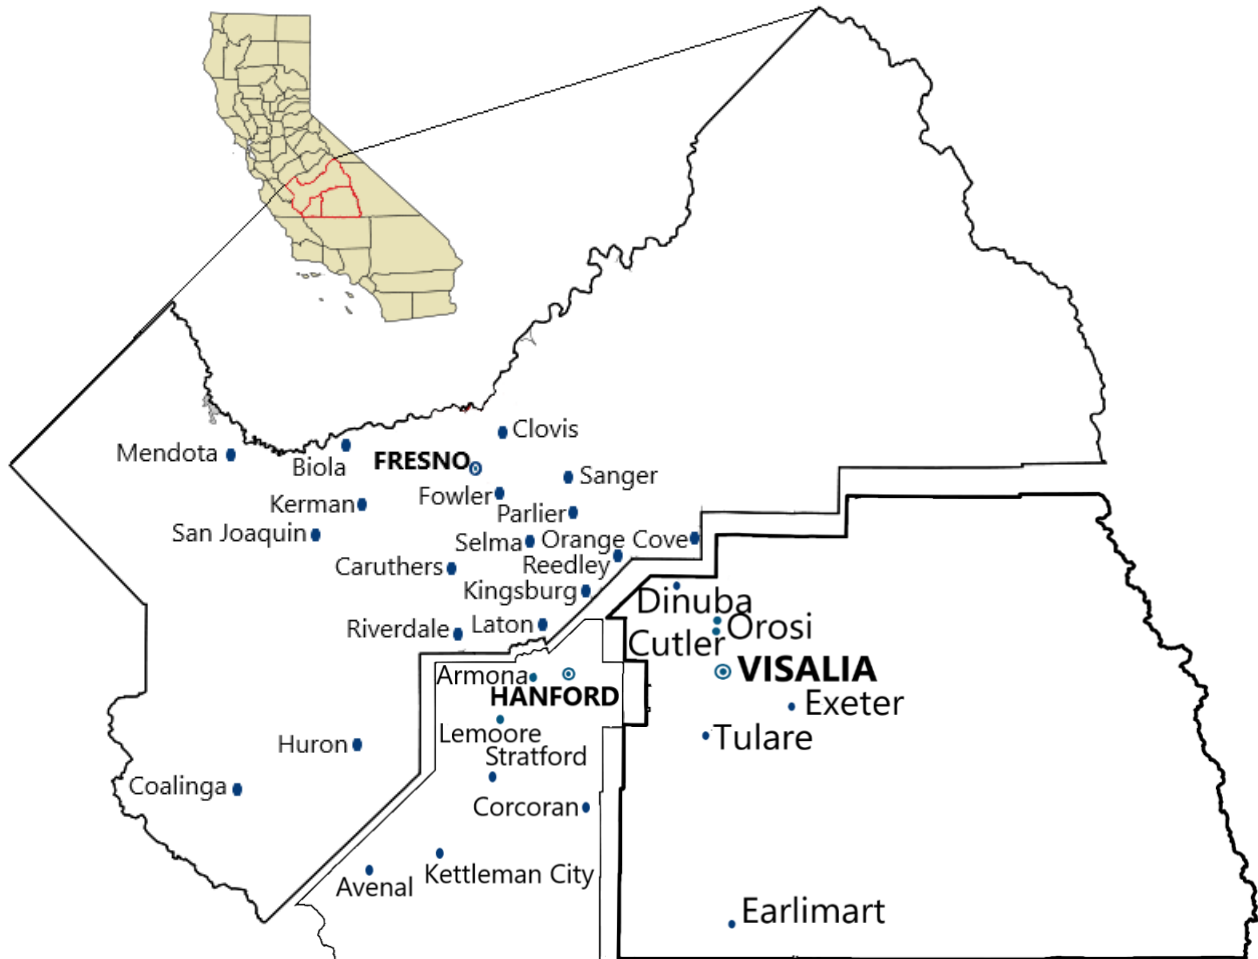 Clovis
Mendota
Biola
FRESNO
Sanger
Fowler
Kerman
Parlier
San Joaquin
Selma
Orange Cove
Reedley
Caruthers
Kingsburg
Dinuba
Laton
Riverdale
Orosi
Cutler
Armona
VISALIA
HANFORD
Exeter
Lemoore
Tulare
Huron
Stratford
Coalinga
Corcoran
Kettleman City
Avenal
Earlimart